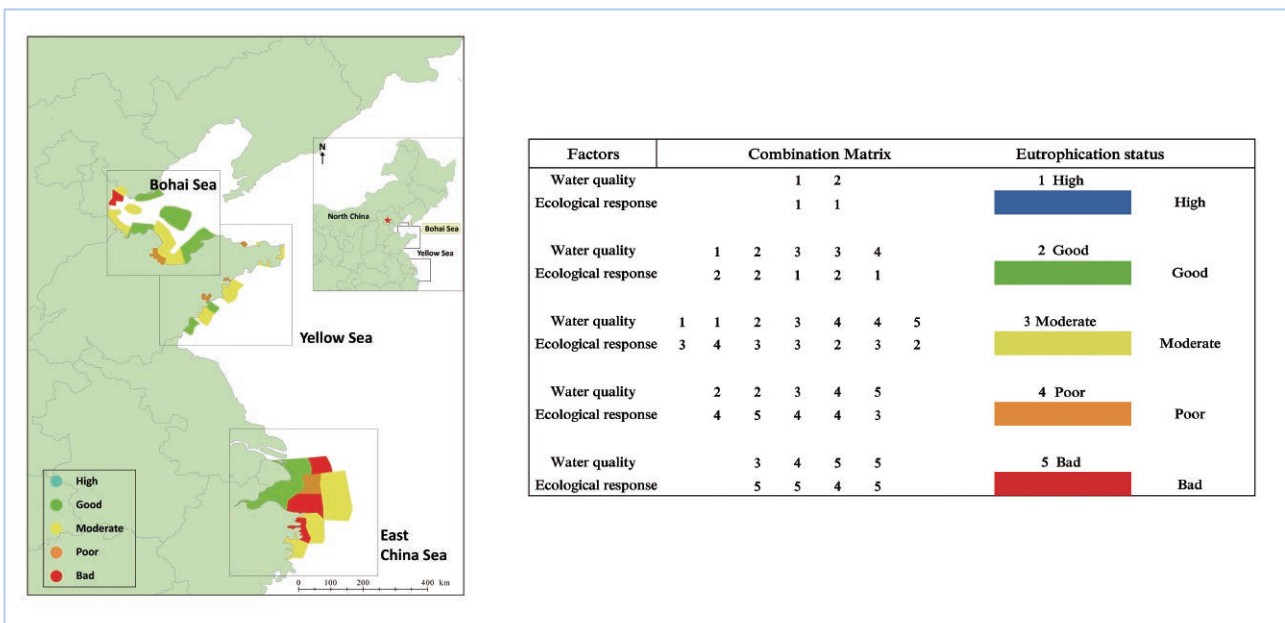 Bohai Sea
Yellow Sea
East
China Sea
N
North China
Bohai Sea
Yellow Sea
High
Good
Moderate
Poor
Bad
0 100 200 400 km
Factors Combination Matrix Eutrophication status
Water quality 1 2 1 High
Ecological response 1 1 High
Water quality 1 2 3 3 4 2 Good
Ecological response 2 2 1 2 1 Good
Water quality 1 1 2 3 4 4 5 3 Moderate
Ecological response 3 4 3 3 2 3 2 Moderate
Water quality 2 2 3 4 5 4 Poor
Ecological response 4 5 4 4 3 Poor
Water quality 3 4 5 5 5 Bad
Ecological response 5 5 4 5 Bad